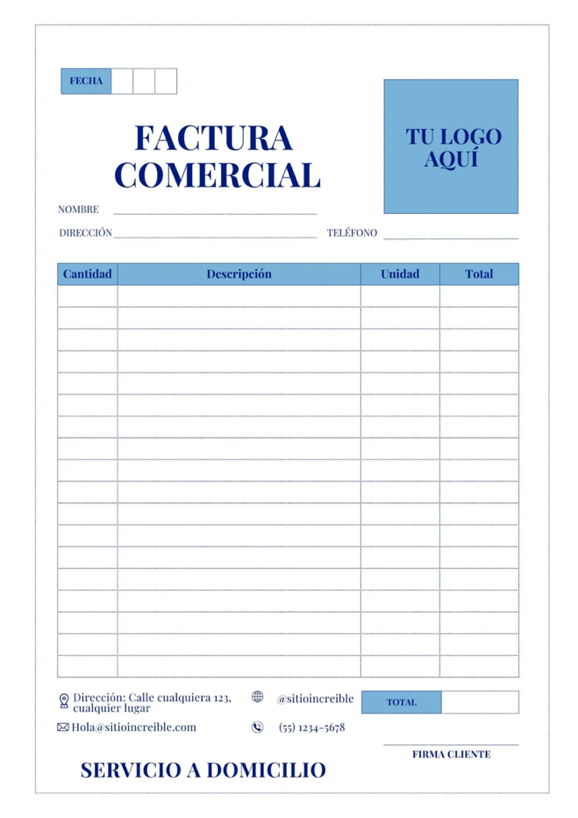 FECHA
FACTURA
COMERCIAL
TU LOGO
AQUÍ
NOMBRE
DIRECCIÓN
TELÉFONO
Cantidad Descripción Unidad Total
Dirección: Calle cualquiera 123,
cualquier lugar
@sitioincreible
TOTAL
Hola@sitioincreible.com
(55) 1234-5678
FIRMA CLIENTE
SERVICIO A DOMICILIO